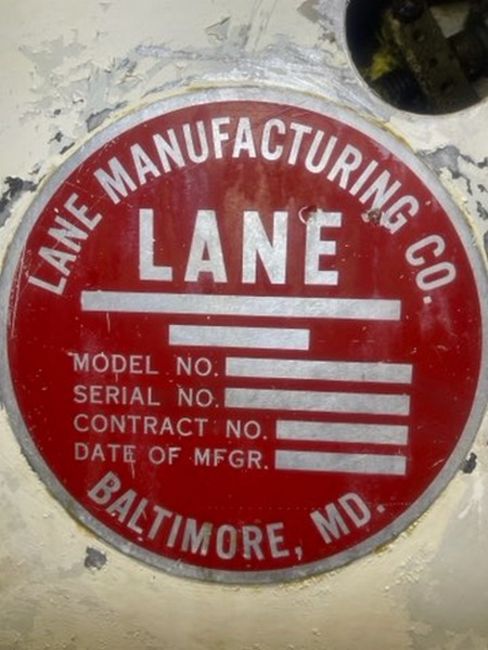 LANE MANUFACTURING CO.
LANE
MODEL NO.
SERIAL NO.
CONTRACT NO.
DATE OF MFGR.
BALTIMORE, MD.